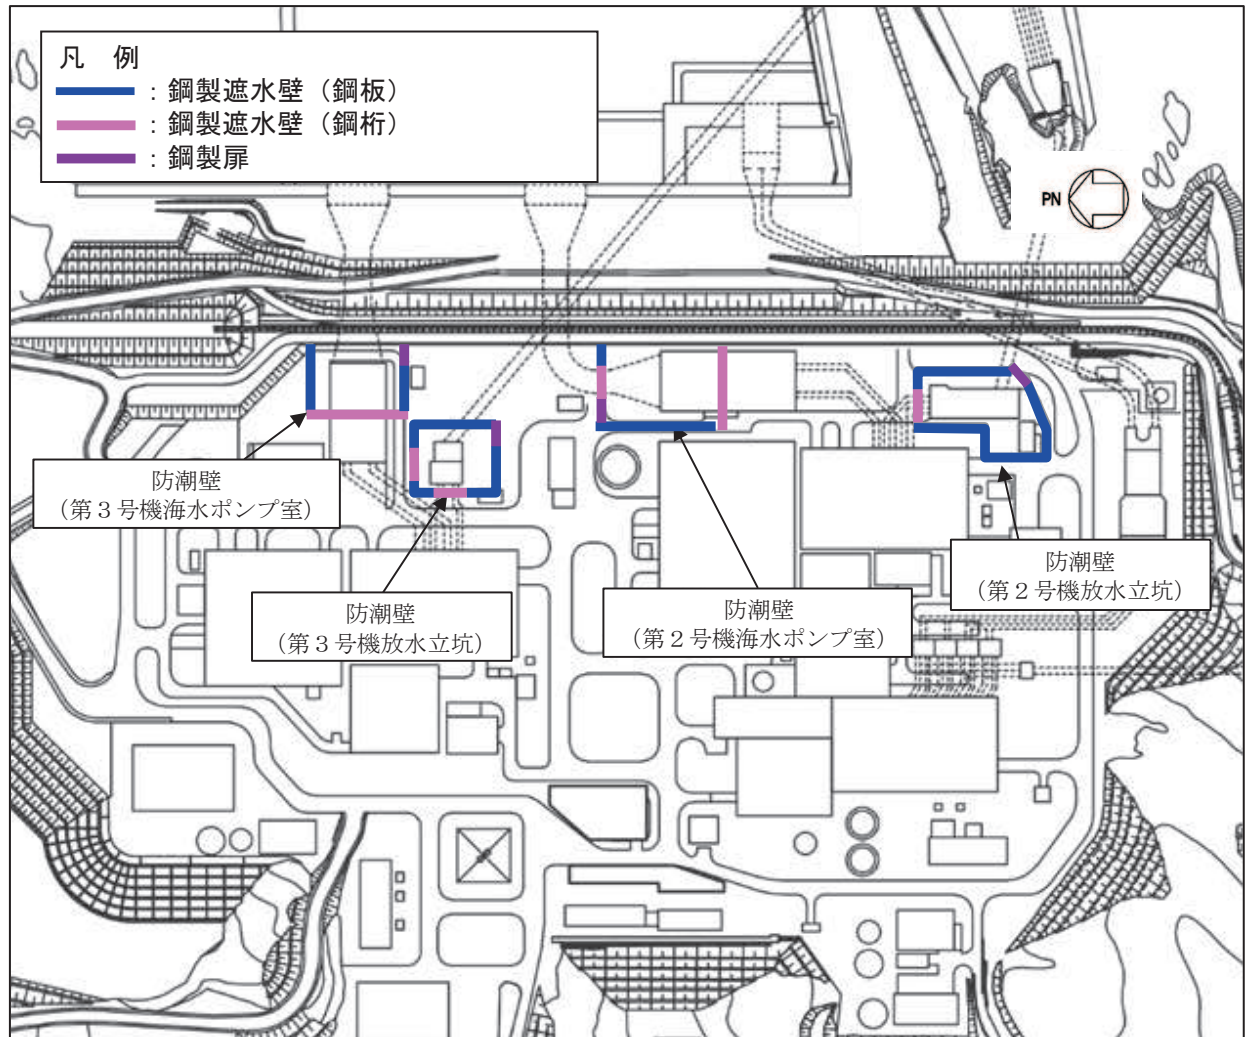 凡 例
：鋼製遮水壁（鋼板）
：鋼製遮水壁（鋼桁）
：鋼製扉
PN
防潮壁
（第３号機海水ポンプ室）
防潮壁
（第３号機放水立坑）
防潮壁
（第２号機海水ポンプ室）
防潮壁
（第２号機放水立坑）